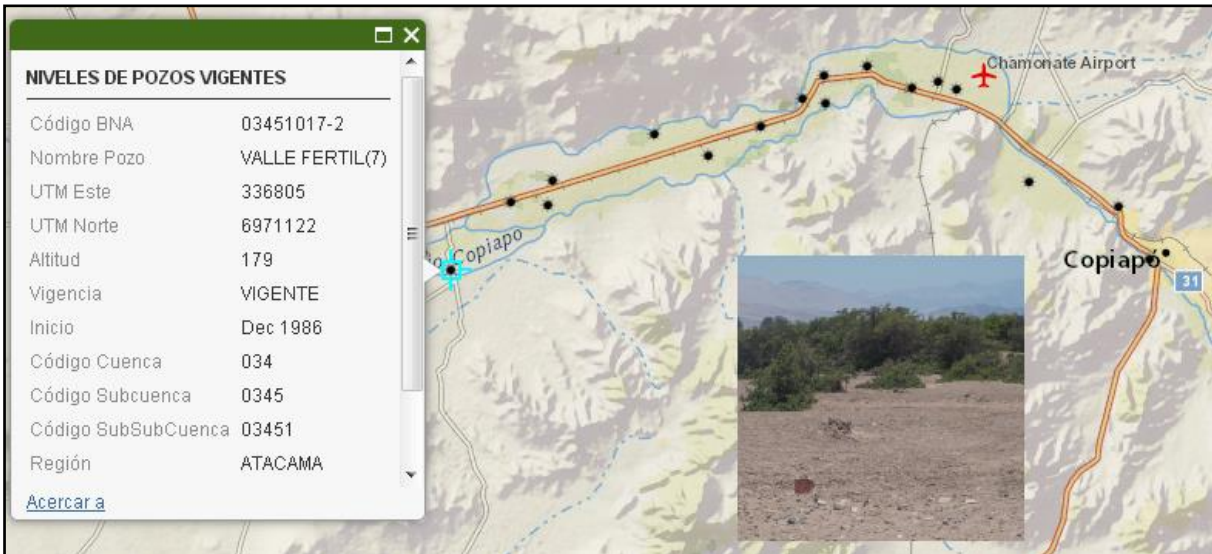 NIVELES DE POZOS VIGENTES
Código BNA 03451017-2
Nombre Pozo VALLE FERTIL(7)
UTM Este 336805
UTM Norte 6971122
Altitud 179
Vigencia VIGENTE
Inicio Dec 1986
Código Cuenca 034
Código Subcuenca 0345
Código SubSubCuenca 03451
Región ATACAMA
Acercar a
Chamonate Airport
Copiapo
Copiapó
31